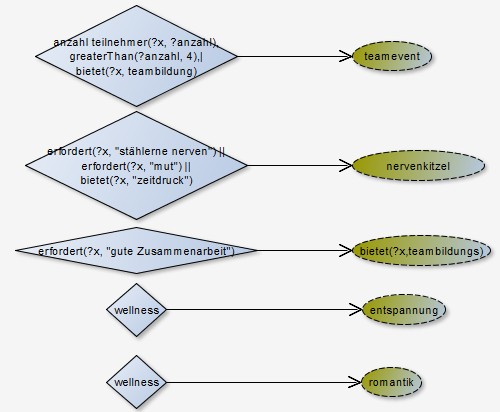 anzahl teilnehmer(?x, ?anzahl),
greaterThan(?anzahl, 4),|
bietet(?x, teambildung)
teamevent
erfordert(?x, "stählerne nerven") ||
erfordert(?x, "mut") ||
bietet(?x, "zeitdruck")
nervenkitzel
erfordert(?x, "gute Zusammenarbeit")
bietet(?x,teambildungs)
wellness
entspannung
wellness
romantik